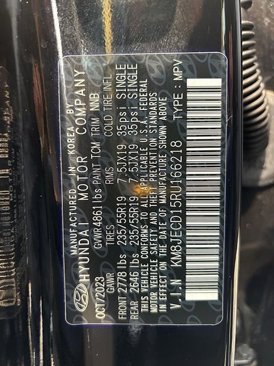 MANUFACTURED IN KOREA BY
HYUNDAI
MOTOR COMPANY
OCT/2023 GVWR 4861 lbs PAINT TCM TRIM NNB
GAWR TIRES RIMS COLD TIRE INFL
FRONT 2778 lbs 235/55R19 7.5JX19 35psi SINGLE
REAR 2646 lbs 235/55R19 7.5JX19 35psi SINGLE
THIS VEHICLE CONFORMS TO ALL APPLICABLE U.S.A. FEDERAL
MOTOR VEHICLE SAFETY BUMPER, AND THEFT PREVENTION STANDARDS
IN EFFECT ON THE DATE OF MANUFACTURE SHOWN ABOVE.
V.I.N : KM8JECD15RU166218 TYPE : MPV